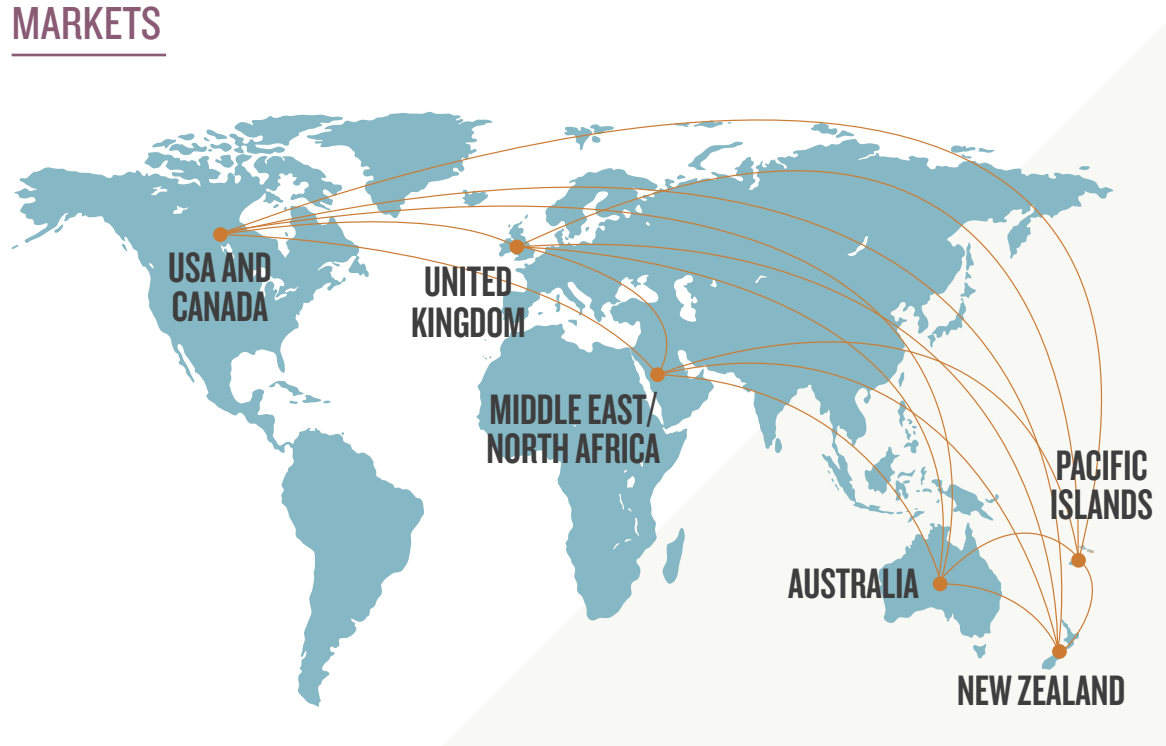 MARKETS
USA AND
CANADA
UNITED
KINGDOM
MIDDLE EAST/
NORTH AFRICA
PACIFIC
ISLANDS
AUSTRALIA
NEW ZEALAND